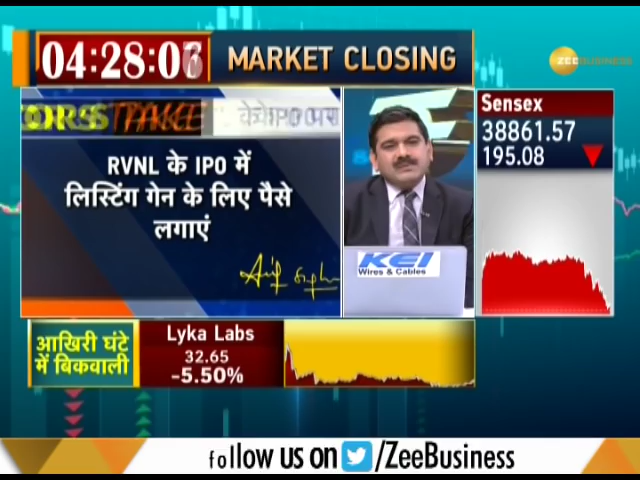 04:28:07
MARKET CLOSING
ZEEBUSINESS
TAKE
RVNL के IPO में
लिस्टिंग गेन के लिए पैसे
लगाएं
Sensex
38861.57
195.08
KEI
Wires & Cables
आखिरी घंटे
में बिकवाली
Lyka Labs
32.65
-5.50%
follow us on /ZeeBusiness